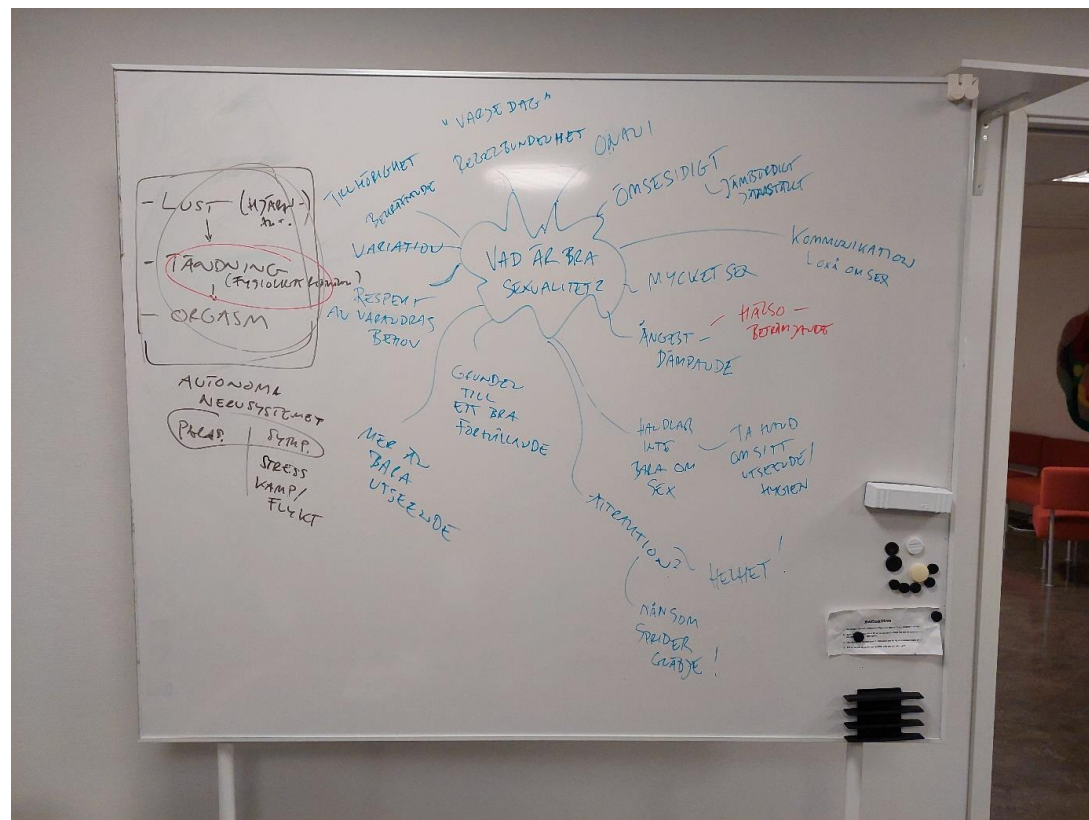 - LUST (HJÄRN-)
↓
- TÄNDNING
(FYSIOLOGISK)
↓
- ORGASM
AUTONOMA
NERVSYSTEMET
PARAS. | SYMP.
STRESS
KAMP/
FLYKT
VAD ÄR BRA
SEXUALITET?
TILLHÖRIGHET
BEKRÄFTANDE
"VARJE DAG"
REGELBUNDENHET
ONANI
ÖMSESIDIGT
JÄMBÖRDIGT
JÄMSTÄLLT
KOMMUNIKATION
OM SEX
MYCKET SEX
ÅNGEST-
DÄMPANDE
HÄLSO-
BEFRÄMJANDE
HANDLAR
INTE
BARA OM
SEX
TA HAND
OM SITT
UTSEENDE/
HYGIEN
ATTRAKTION?
HELHET!
NÅN SOM
SPRIDER
GLÄDJE!
GRUNDEN
TILL
ETT BRA
FÖRHÅLLANDE
MER ÄN
BARA
UTSEENDE
RESPEKT
AV VARANDRAS
BEHOV
VARIATION